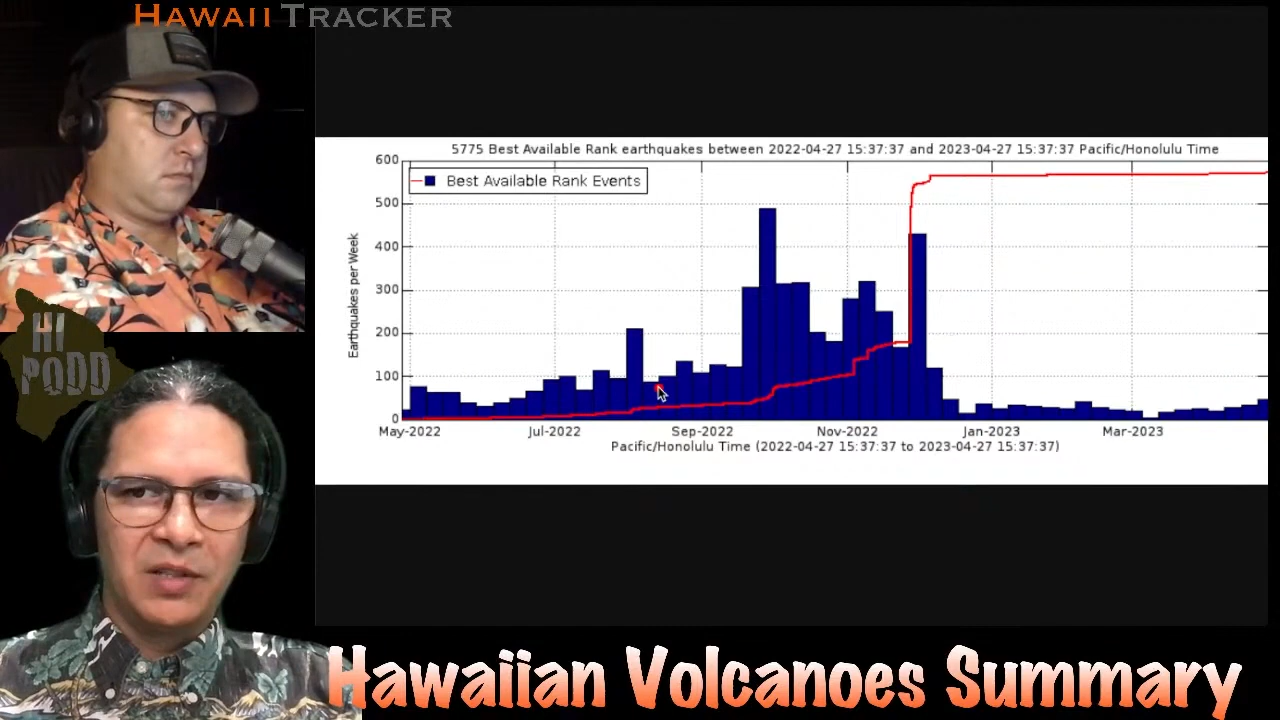 HAWAII TRACKER
5775 Best Available Rank earthquakes between 2022-04-27 15:37:37 and 2023-04-27 15:37:37 Pacific/Honolulu Time
Best Available Rank Events
Earthquakes per Week
600
500
400
300
200
100
0
May-2022 Jul-2022 Sep-2022 Nov-2022 Jan-2023 Mar-2023
Pacific/Honolulu Time (2022-04-27 15:37:37 to 2023-04-27 15:37:37)
HI
PODD
Hawaiian Volcanoes Summary